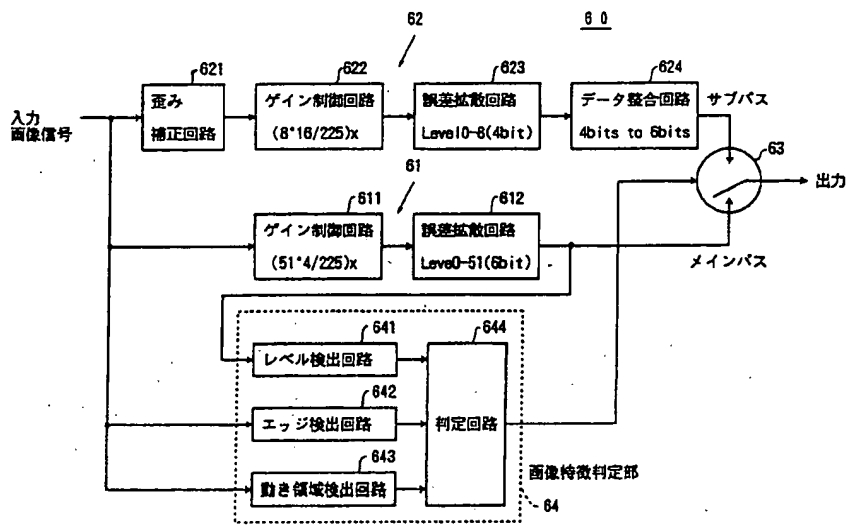 60
62
621
622
623
624
歪み
補正回路
ゲイン制御回路
(8*16/225)x
誤差拡散回路
Level0-8(4bit)
データ整合回路
4bits to 6bits
サブパス
入力
画像信号
63
出力
61
611
612
ゲイン制御回路
(51*4/225)x
誤差拡散回路
Leve0-51(6bit)
メインパス
641
レベル検出回路
644
判定回路
642
エッジ検出回路
643
動き領域検出回路
画像特徴判定部
64